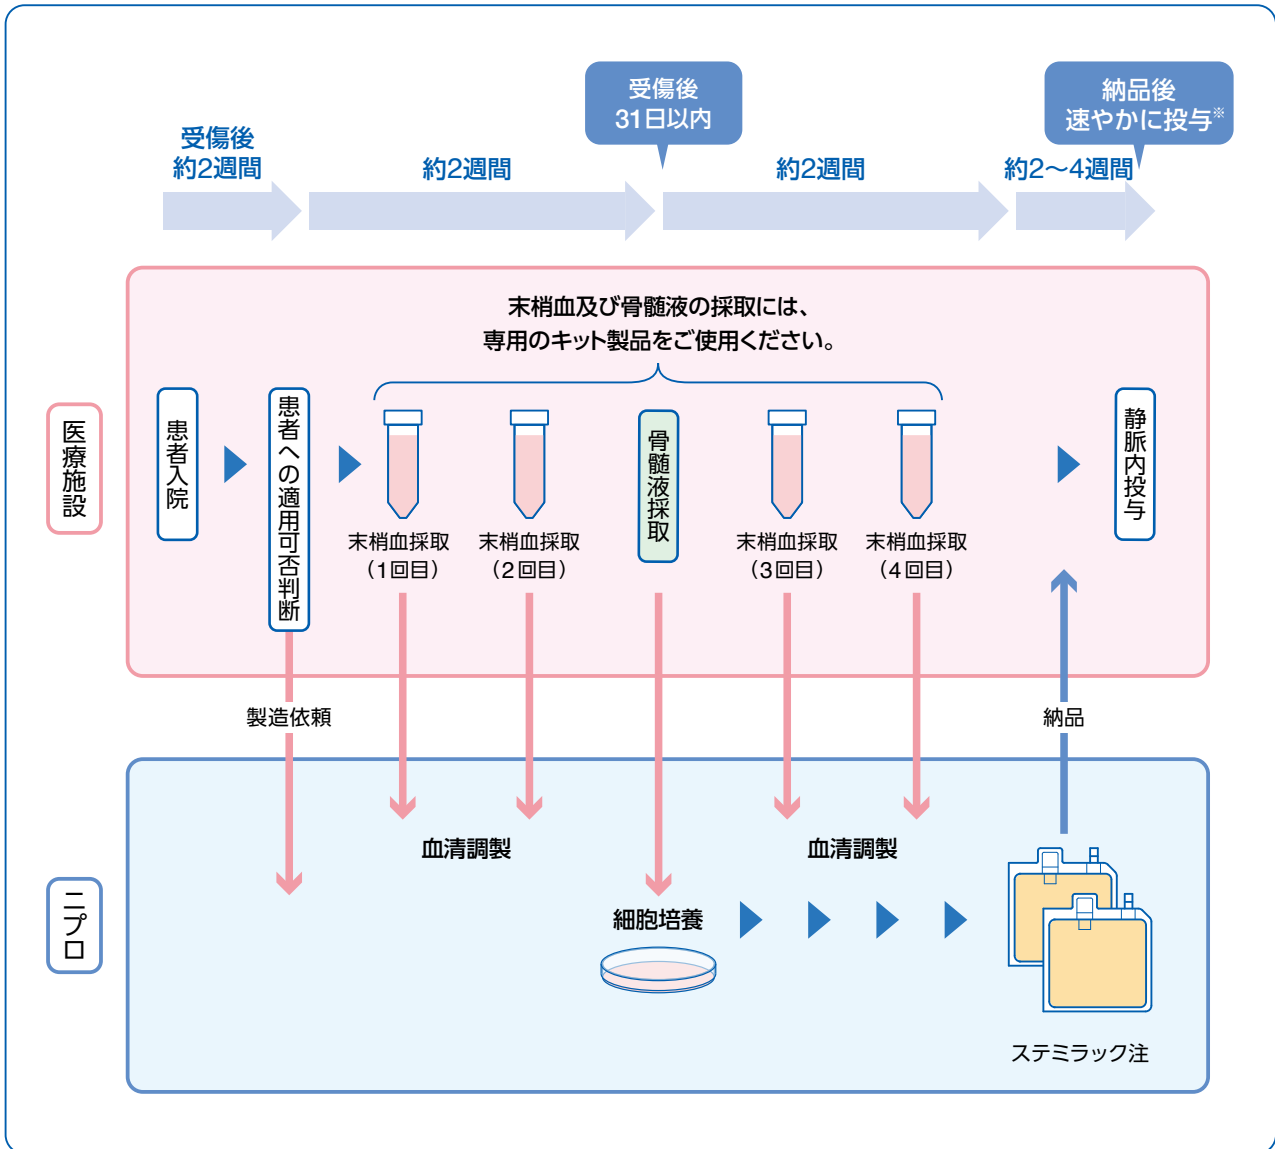 受傷後
約2週間
約2週間
受傷後
31日以内
約2週間
約2〜4週間
納品後
速やかに投与※
末梢血及び骨髄液の採取には、
専用のキット製品をご使用ください。
医療施設
患者入院
患者への適用可否判断
末梢血採取
（1回目）
末梢血採取
（2回目）
骨髄液採取
末梢血採取
（3回目）
末梢血採取
（4回目）
静脈内投与
製造依頼
納品
ニプロ
血清調製
細胞培養
血清調製
ステミラック注